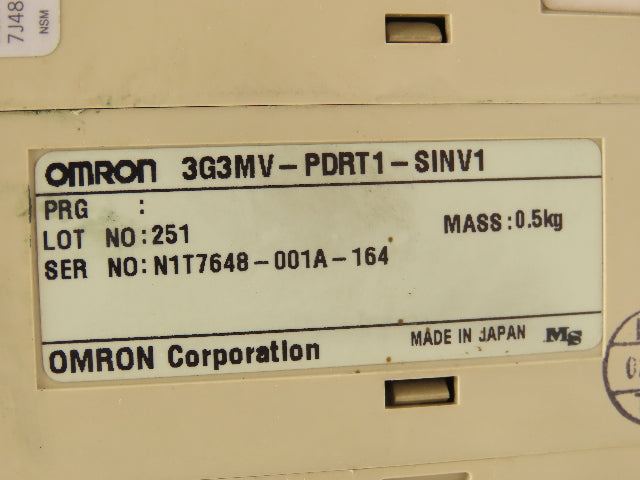 7J48
NSM
OMRON 3G3MV-PDRT1-SINV1
PRG :
LOT NO:251
MASS:0.5kg
SER NO:N1T7648-001A-164
MADE IN JAPAN MS
OMRON Corporation